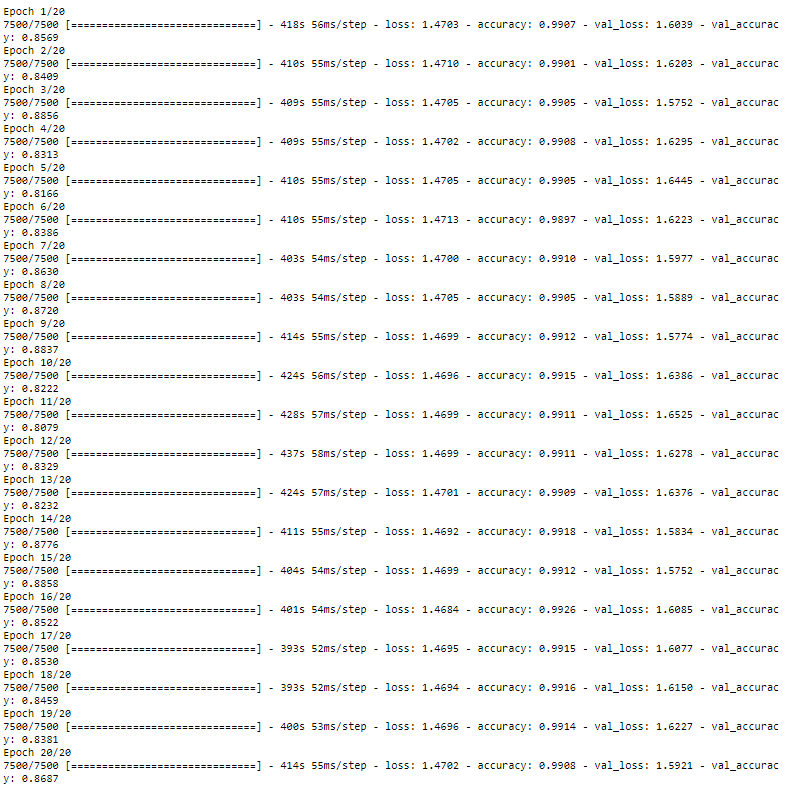 Epoch 1/20
7500/7500 [==============================] - 418s 56ms/step - loss: 1.4703 - accuracy: 0.9907 - val_loss: 1.6039 - val_accurac
y: 0.8569
Epoch 2/20
7500/7500 [==============================] - 410s 55ms/step - loss: 1.4710 - accuracy: 0.9901 - val_loss: 1.6203 - val_accurac
y: 0.8409
Epoch 3/20
7500/7500 [==============================] - 409s 55ms/step - loss: 1.4705 - accuracy: 0.9905 - val_loss: 1.5752 - val_accurac
y: 0.8856
Epoch 4/20
7500/7500 [==============================] - 409s 55ms/step - loss: 1.4702 - accuracy: 0.9908 - val_loss: 1.6295 - val_accurac
y: 0.8313
Epoch 5/20
7500/7500 [==============================] - 410s 55ms/step - loss: 1.4705 - accuracy: 0.9905 - val_loss: 1.6445 - val_accurac
y: 0.8166
Epoch 6/20
7500/7500 [==============================] - 410s 55ms/step - loss: 1.4713 - accuracy: 0.9897 - val_loss: 1.6223 - val_accurac
y: 0.8386
Epoch 7/20
7500/7500 [==============================] - 403s 54ms/step - loss: 1.4700 - accuracy: 0.9910 - val_loss: 1.5977 - val_accurac
y: 0.8630
Epoch 8/20
7500/7500 [==============================] - 403s 54ms/step - loss: 1.4705 - accuracy: 0.9905 - val_loss: 1.5889 - val_accurac
y: 0.8720
Epoch 9/20
7500/7500 [==============================] - 414s 55ms/step - loss: 1.4699 - accuracy: 0.9912 - val_loss: 1.5774 - val_accurac
y: 0.8837
Epoch 10/20
7500/7500 [==============================] - 424s 56ms/step - loss: 1.4696 - accuracy: 0.9915 - val_loss: 1.6386 - val_accurac
y: 0.8222
Epoch 11/20
7500/7500 [==============================] - 428s 57ms/step - loss: 1.4699 - accuracy: 0.9911 - val_loss: 1.6525 - val_accurac
y: 0.8079
Epoch 12/20
7500/7500 [==============================] - 437s 58ms/step - loss: 1.4699 - accuracy: 0.9911 - val_loss: 1.6278 - val_accurac
y: 0.8329
Epoch 13/20
7500/7500 [==============================] - 424s 57ms/step - loss: 1.4701 - accuracy: 0.9909 - val_loss: 1.6376 - val_accurac
y: 0.8232
Epoch 14/20
7500/7500 [==============================] - 411s 55ms/step - loss: 1.4692 - accuracy: 0.9918 - val_loss: 1.5834 - val_accurac
y: 0.8776
Epoch 15/20
7500/7500 [==============================] - 404s 54ms/step - loss: 1.4699 - accuracy: 0.9912 - val_loss: 1.5752 - val_accurac
y: 0.8858
Epoch 16/20
7500/7500 [==============================] - 401s 54ms/step - loss: 1.4684 - accuracy: 0.9926 - val_loss: 1.6085 - val_accurac
y: 0.8522
Epoch 17/20
7500/7500 [==============================] - 393s 52ms/step - loss: 1.4695 - accuracy: 0.9915 - val_loss: 1.6077 - val_accurac
y: 0.8530
Epoch 18/20
7500/7500 [==============================] - 393s 52ms/step - loss: 1.4694 - accuracy: 0.9916 - val_loss: 1.6150 - val_accurac
y: 0.8459
Epoch 19/20
7500/7500 [==============================] - 400s 53ms/step - loss: 1.4696 - accuracy: 0.9914 - val_loss: 1.6227 - val_accurac
y: 0.8381
Epoch 20/20
7500/7500 [==============================] - 414s 55ms/step - loss: 1.4702 - accuracy: 0.9908 - val_loss: 1.5921 - val_accurac
y: 0.8687